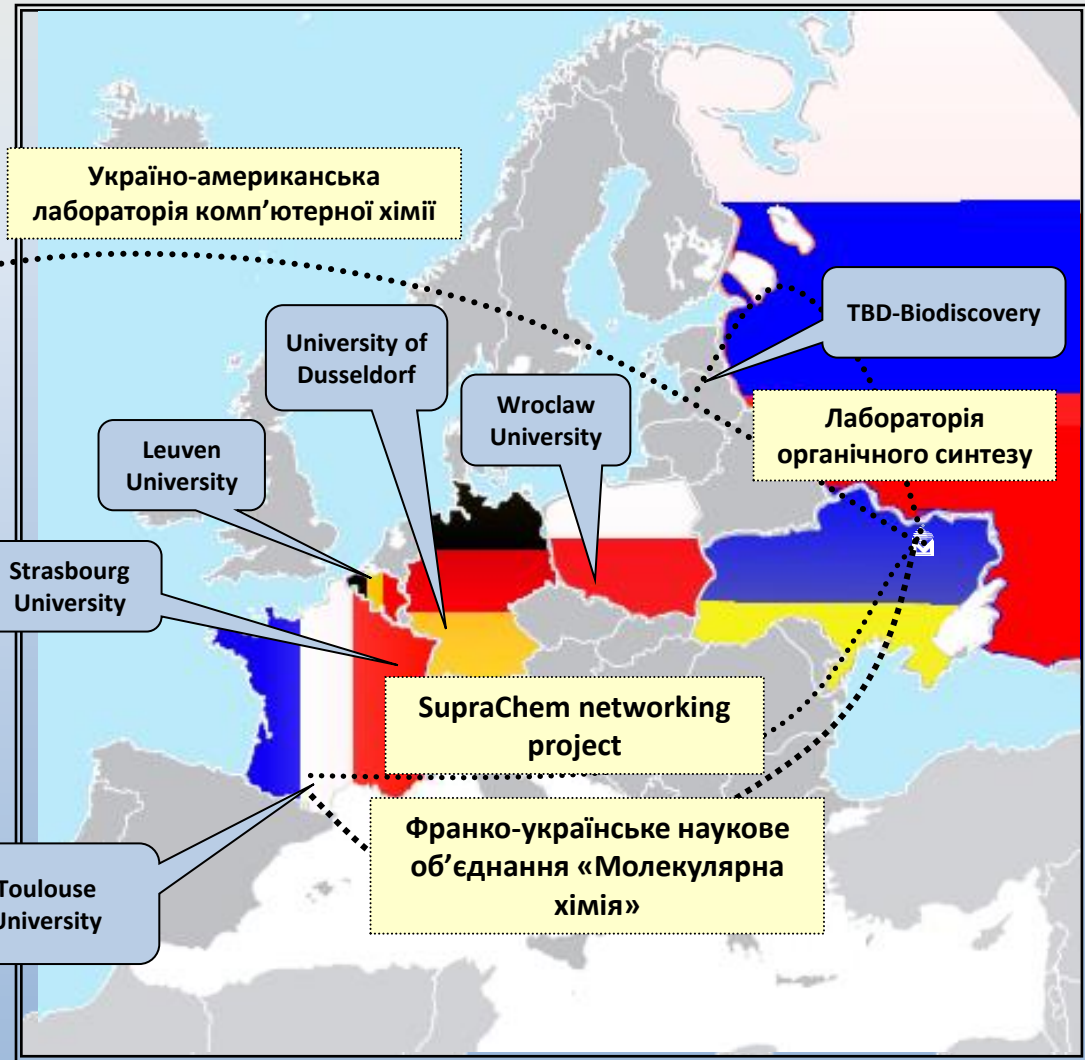 Україно-американська
лабораторія комп’ютерної хімії
TBD-Biodiscovery
University of
Dusseldorf
Wroclaw
University
Лабораторія
органічного синтезу
Leuven
University
Strasbourg
University
SupraChem networking
project
Франко-українське наукове
об’єднання «Молекулярна
хімія»
Toulouse
University